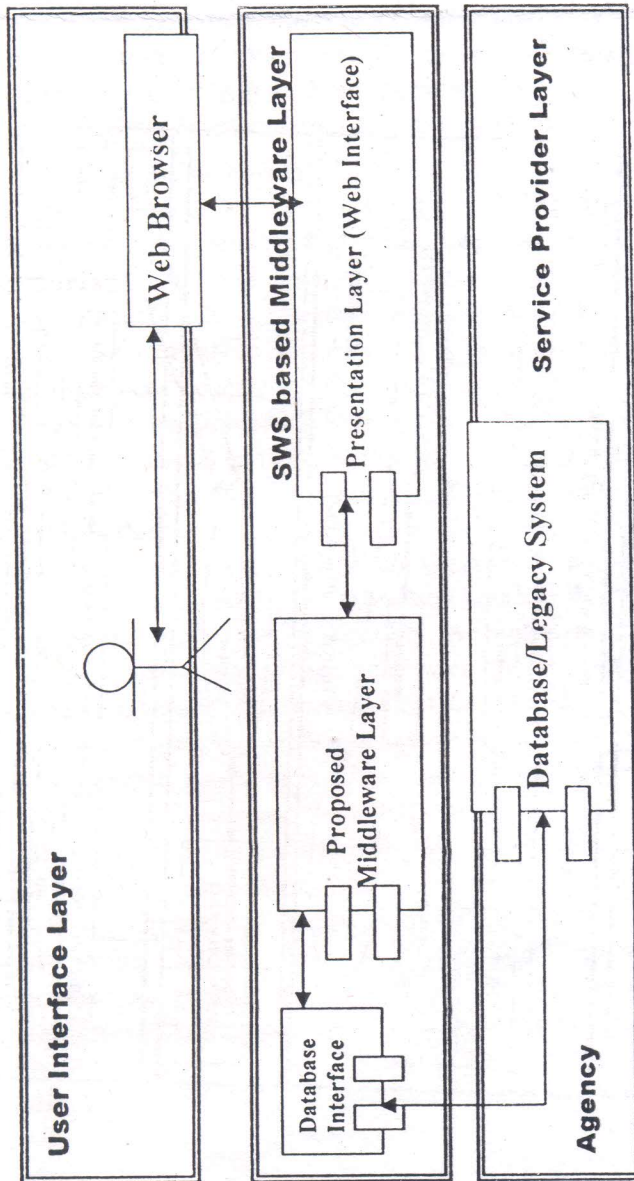 User Interface Layer
Web Browser
SWS based Middleware Layer
Database
Interface
Proposed
Middleware Layer
Presentation Layer (Web Interface)
Agency
Database/Legacy System
Service Provider Layer